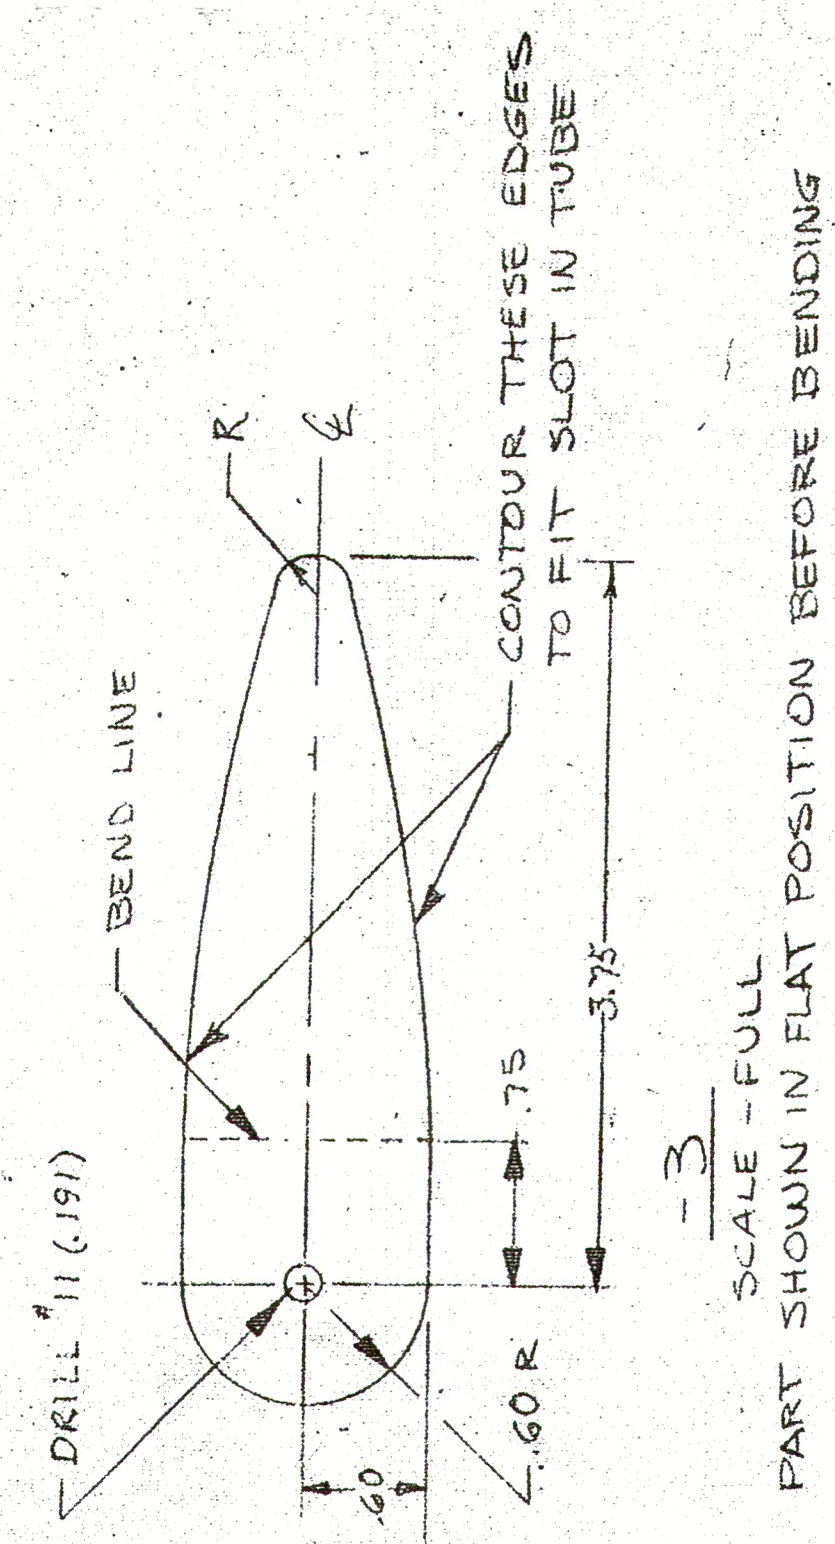 DRILL #11 (.191)
BEND LINE
R
℄
CONTOUR THESE EDGES
TO FIT SLOT IN TUBE
.60
.60 R
.75
3.75
-3
SCALE - FULL
PART SHOWN IN FLAT POSITION BEFORE BENDING